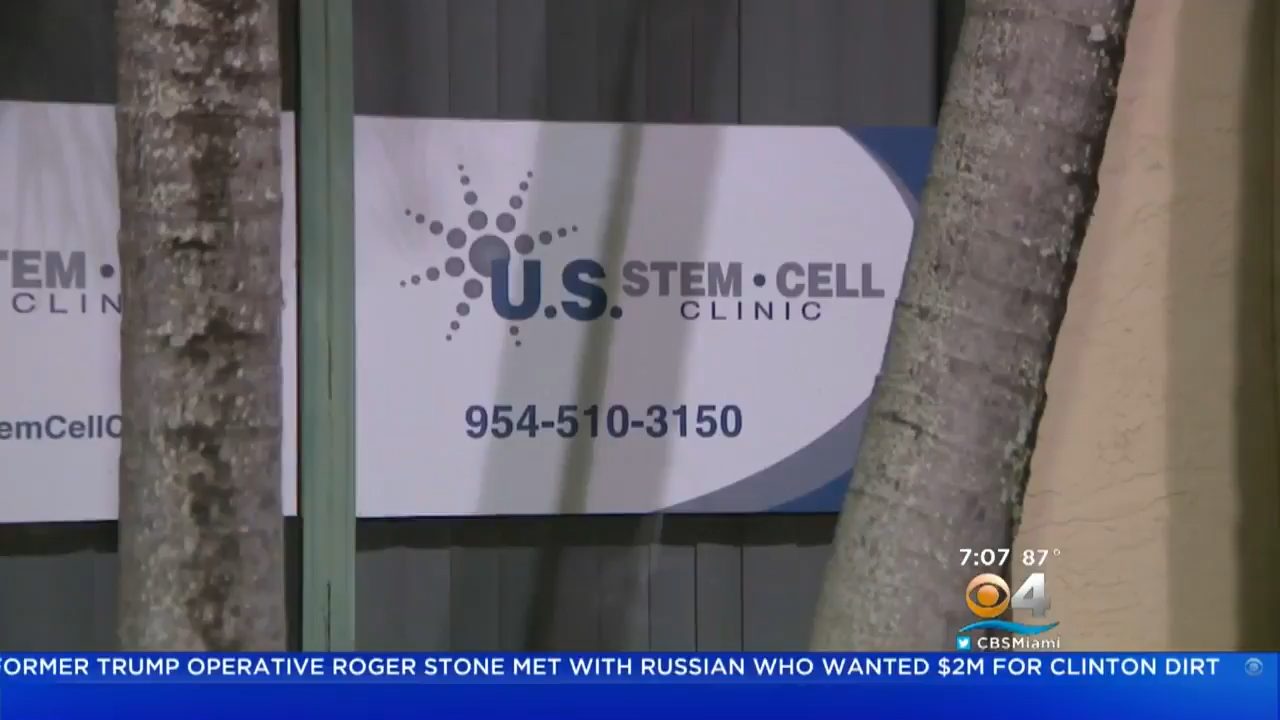 TEM •
CLIN
emCellC
U.S. STEM • CELL
CLINIC
954-510-3150
7:07 87°
4
CBSMiami
FORMER TRUMP OPERATIVE ROGER STONE MET WITH RUSSIAN WHO WANTED $2M FOR CLINTON DIRT